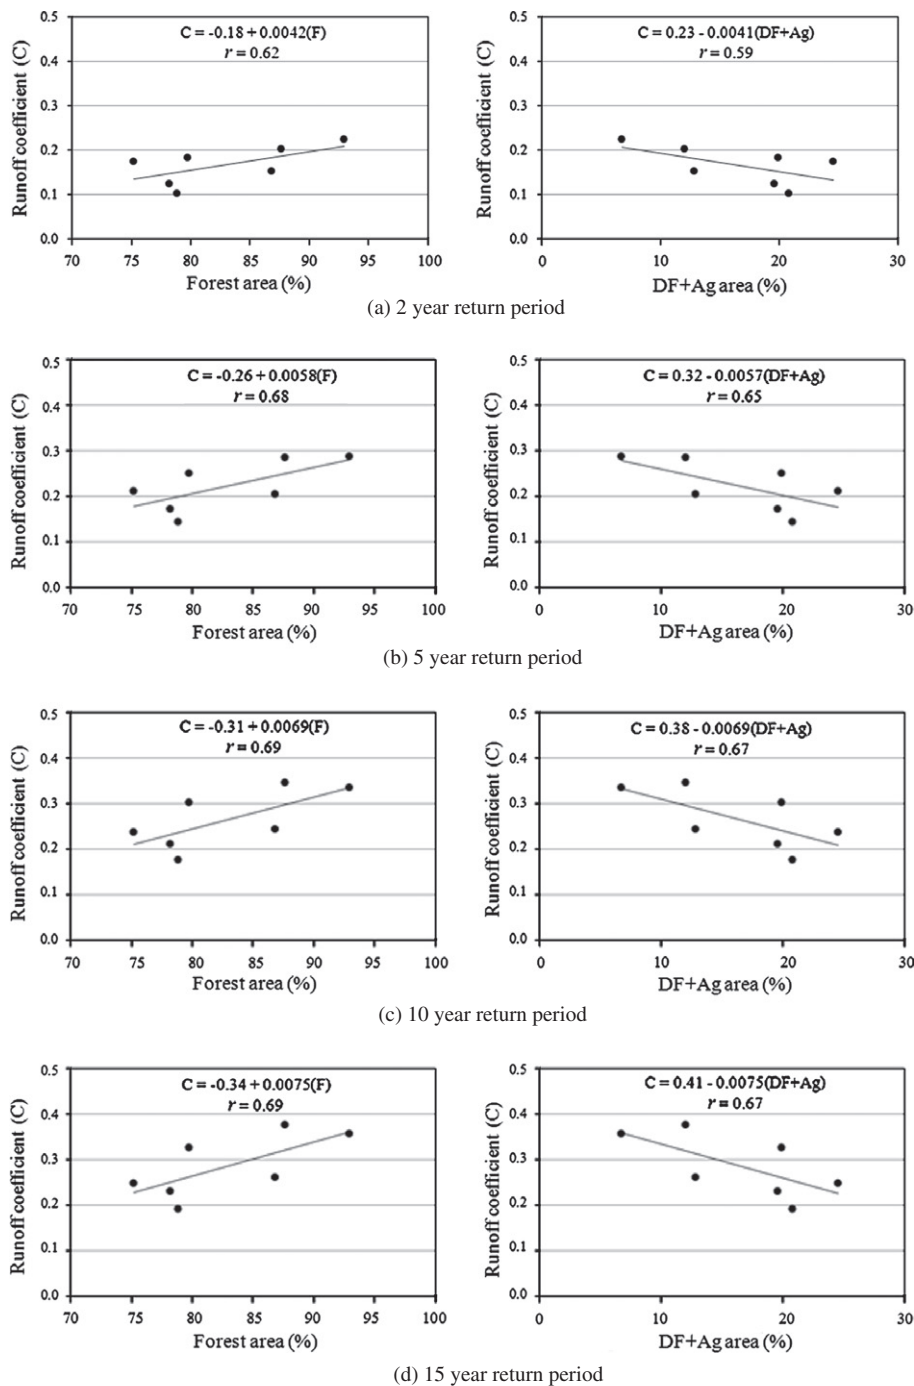 C = -0.18 + 0.0042(F)
r = 0.62
Runoff coefficient (C)
0.5
0.4
0.3
0.2
0.1
0.0
70 75 80 85 90 95 100
Forest area (%)
C = 0.23 - 0.0041(DF+Ag)
r = 0.59
Runoff coefficient (C)
0.5
0.4
0.3
0.2
0.1
0.0
0 10 20 30
DF+Ag area (%)
(a) 2 year return period
C = -0.26 + 0.0058(F)
r = 0.68
Runoff coefficient (C)
0.5
0.4
0.3
0.2
0.1
0.0
70 75 80 85 90 95 100
Forest area (%)
C = 0.32 - 0.0057(DF+Ag)
r = 0.65
Runoff coefficient (C)
0.5
0.4
0.3
0.2
0.1
0.0
0 10 20 30
DF+Ag area (%)
(b) 5 year return period
C = -0.31 + 0.0069(F)
r = 0.69
Runoff coefficient (C)
0.5
0.4
0.3
0.2
0.1
0.0
70 75 80 85 90 95 100
Forest area (%)
C = 0.38 - 0.0069(DF+Ag)
r = 0.67
Runoff coefficient (C)
0.5
0.4
0.3
0.2
0.1
0.0
0 10 20 30
DF+Ag area (%)
(c) 10 year return period
C = -0.34 + 0.0075(F)
r = 0.69
Runoff coefficient (C)
0.5
0.4
0.3
0.2
0.1
0.0
70 75 80 85 90 95 100
Forest area (%)
C = 0.41 - 0.0075(DF+Ag)
r = 0.67
Runoff coefficient (C)
0.5
0.4
0.3
0.2
0.1
0.0
0 10 20 30
DF+Ag area (%)
(d) 15 year return period